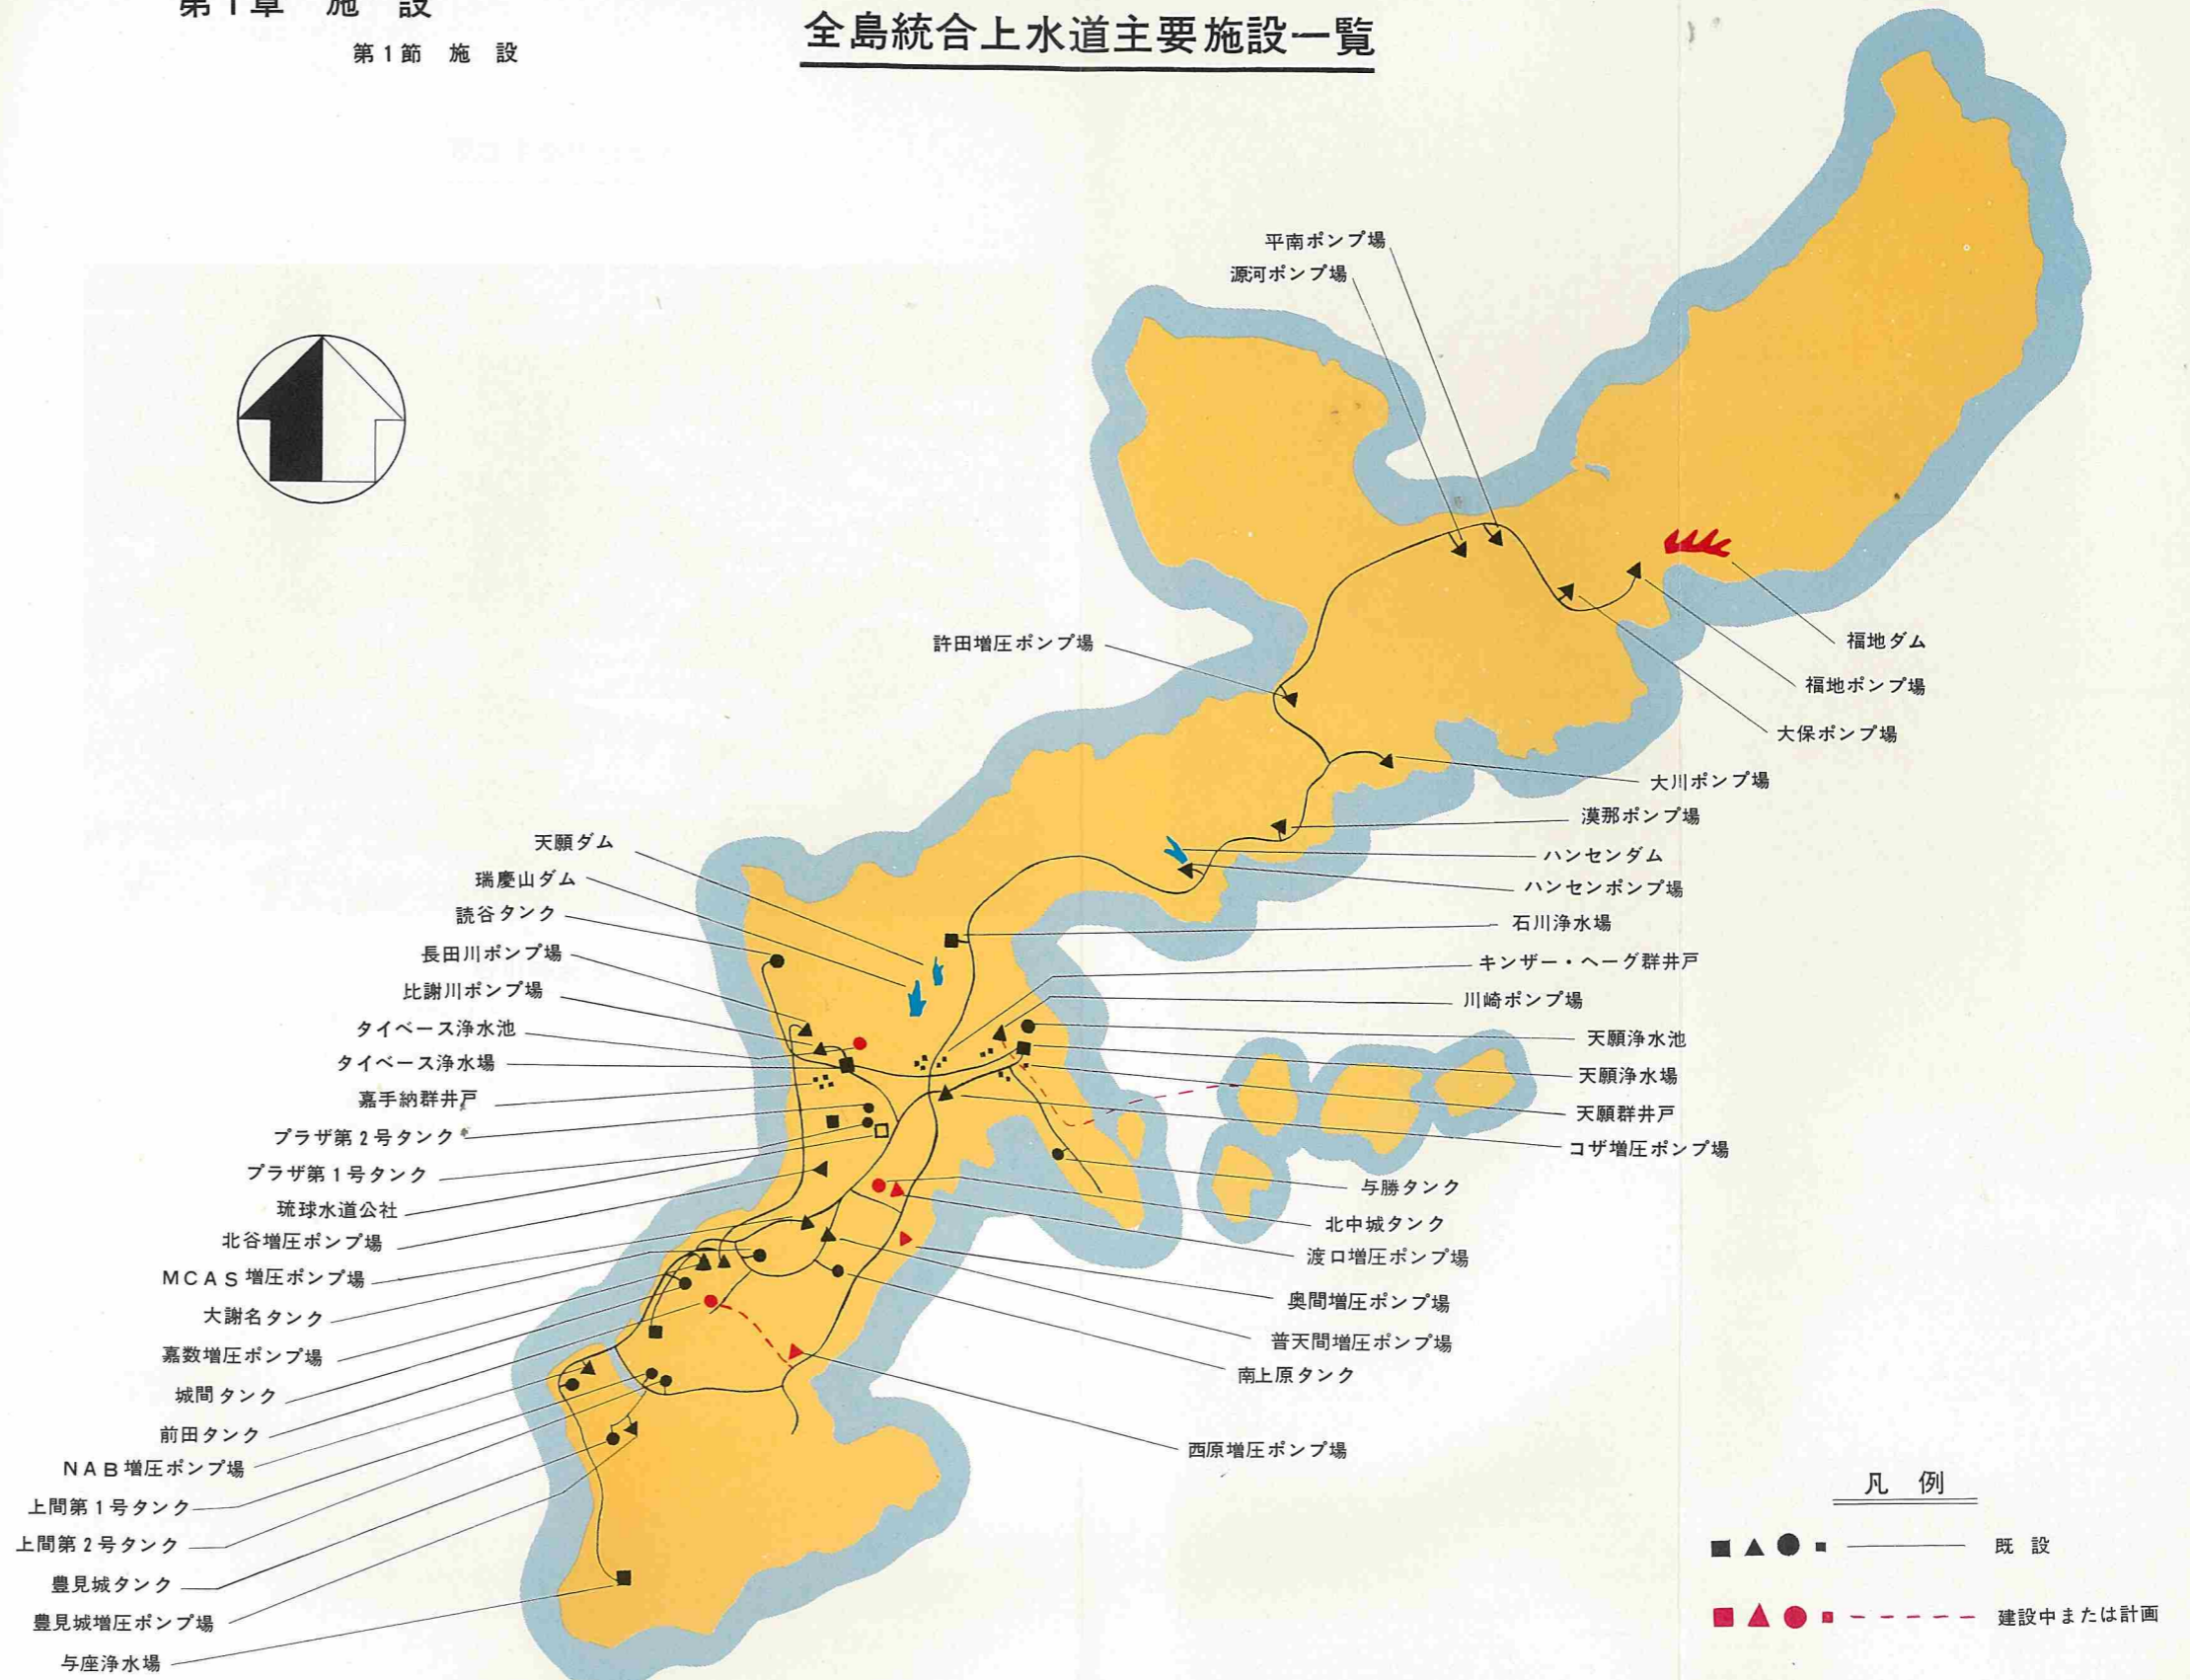 第1章　施　設
第1節　施　設
全島統合上水道主要施設一覧
平南ポンプ場
源河ポンプ場
許田増圧ポンプ場
福地ダム
福地ポンプ場
大保ポンプ場
大川ポンプ場
漠那ポンプ場
ハンセンダム
ハンセンポンプ場
石川浄水場
キンザー・ヘーグ群井戸
川崎ポンプ場
天願浄水池
天願浄水場
天願群井戸
コザ増圧ポンプ場
与勝タンク
北中城タンク
渡口増圧ポンプ場
奥間増圧ポンプ場
普天間増圧ポンプ場
南上原タンク
西原増圧ポンプ場
天願ダム
瑞慶山ダム
読谷タンク
長田川ポンプ場
比謝川ポンプ場
タイベース浄水池
タイベース浄水場
嘉手納群井戸
プラザ第2号タンク
プラザ第1号タンク
琉球水道公社
北谷増圧ポンプ場
MCAS増圧ポンプ場
大謝名タンク
嘉数増圧ポンプ場
城間タンク
前田タンク
NAB増圧ポンプ場
上間第1号タンク
上間第2号タンク
豊見城タンク
豊見城増圧ポンプ場
与座浄水場
凡　例
既　設
建設中または計画